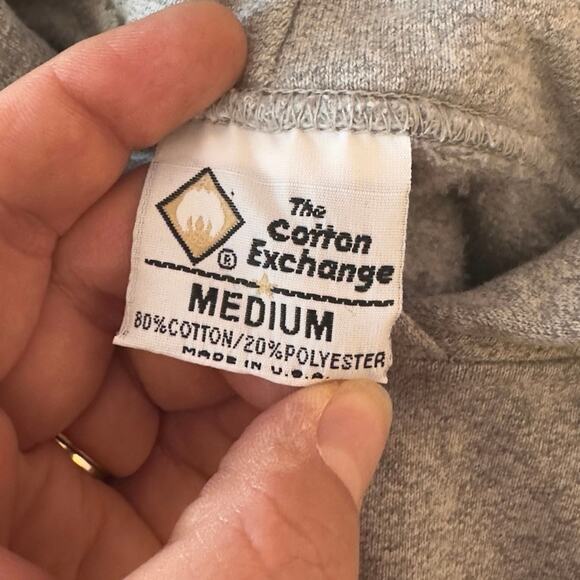 The
Cotton
Exchange
®
MEDIUM
80%COTTON/20%POLYESTER
MADE IN U.S.A.